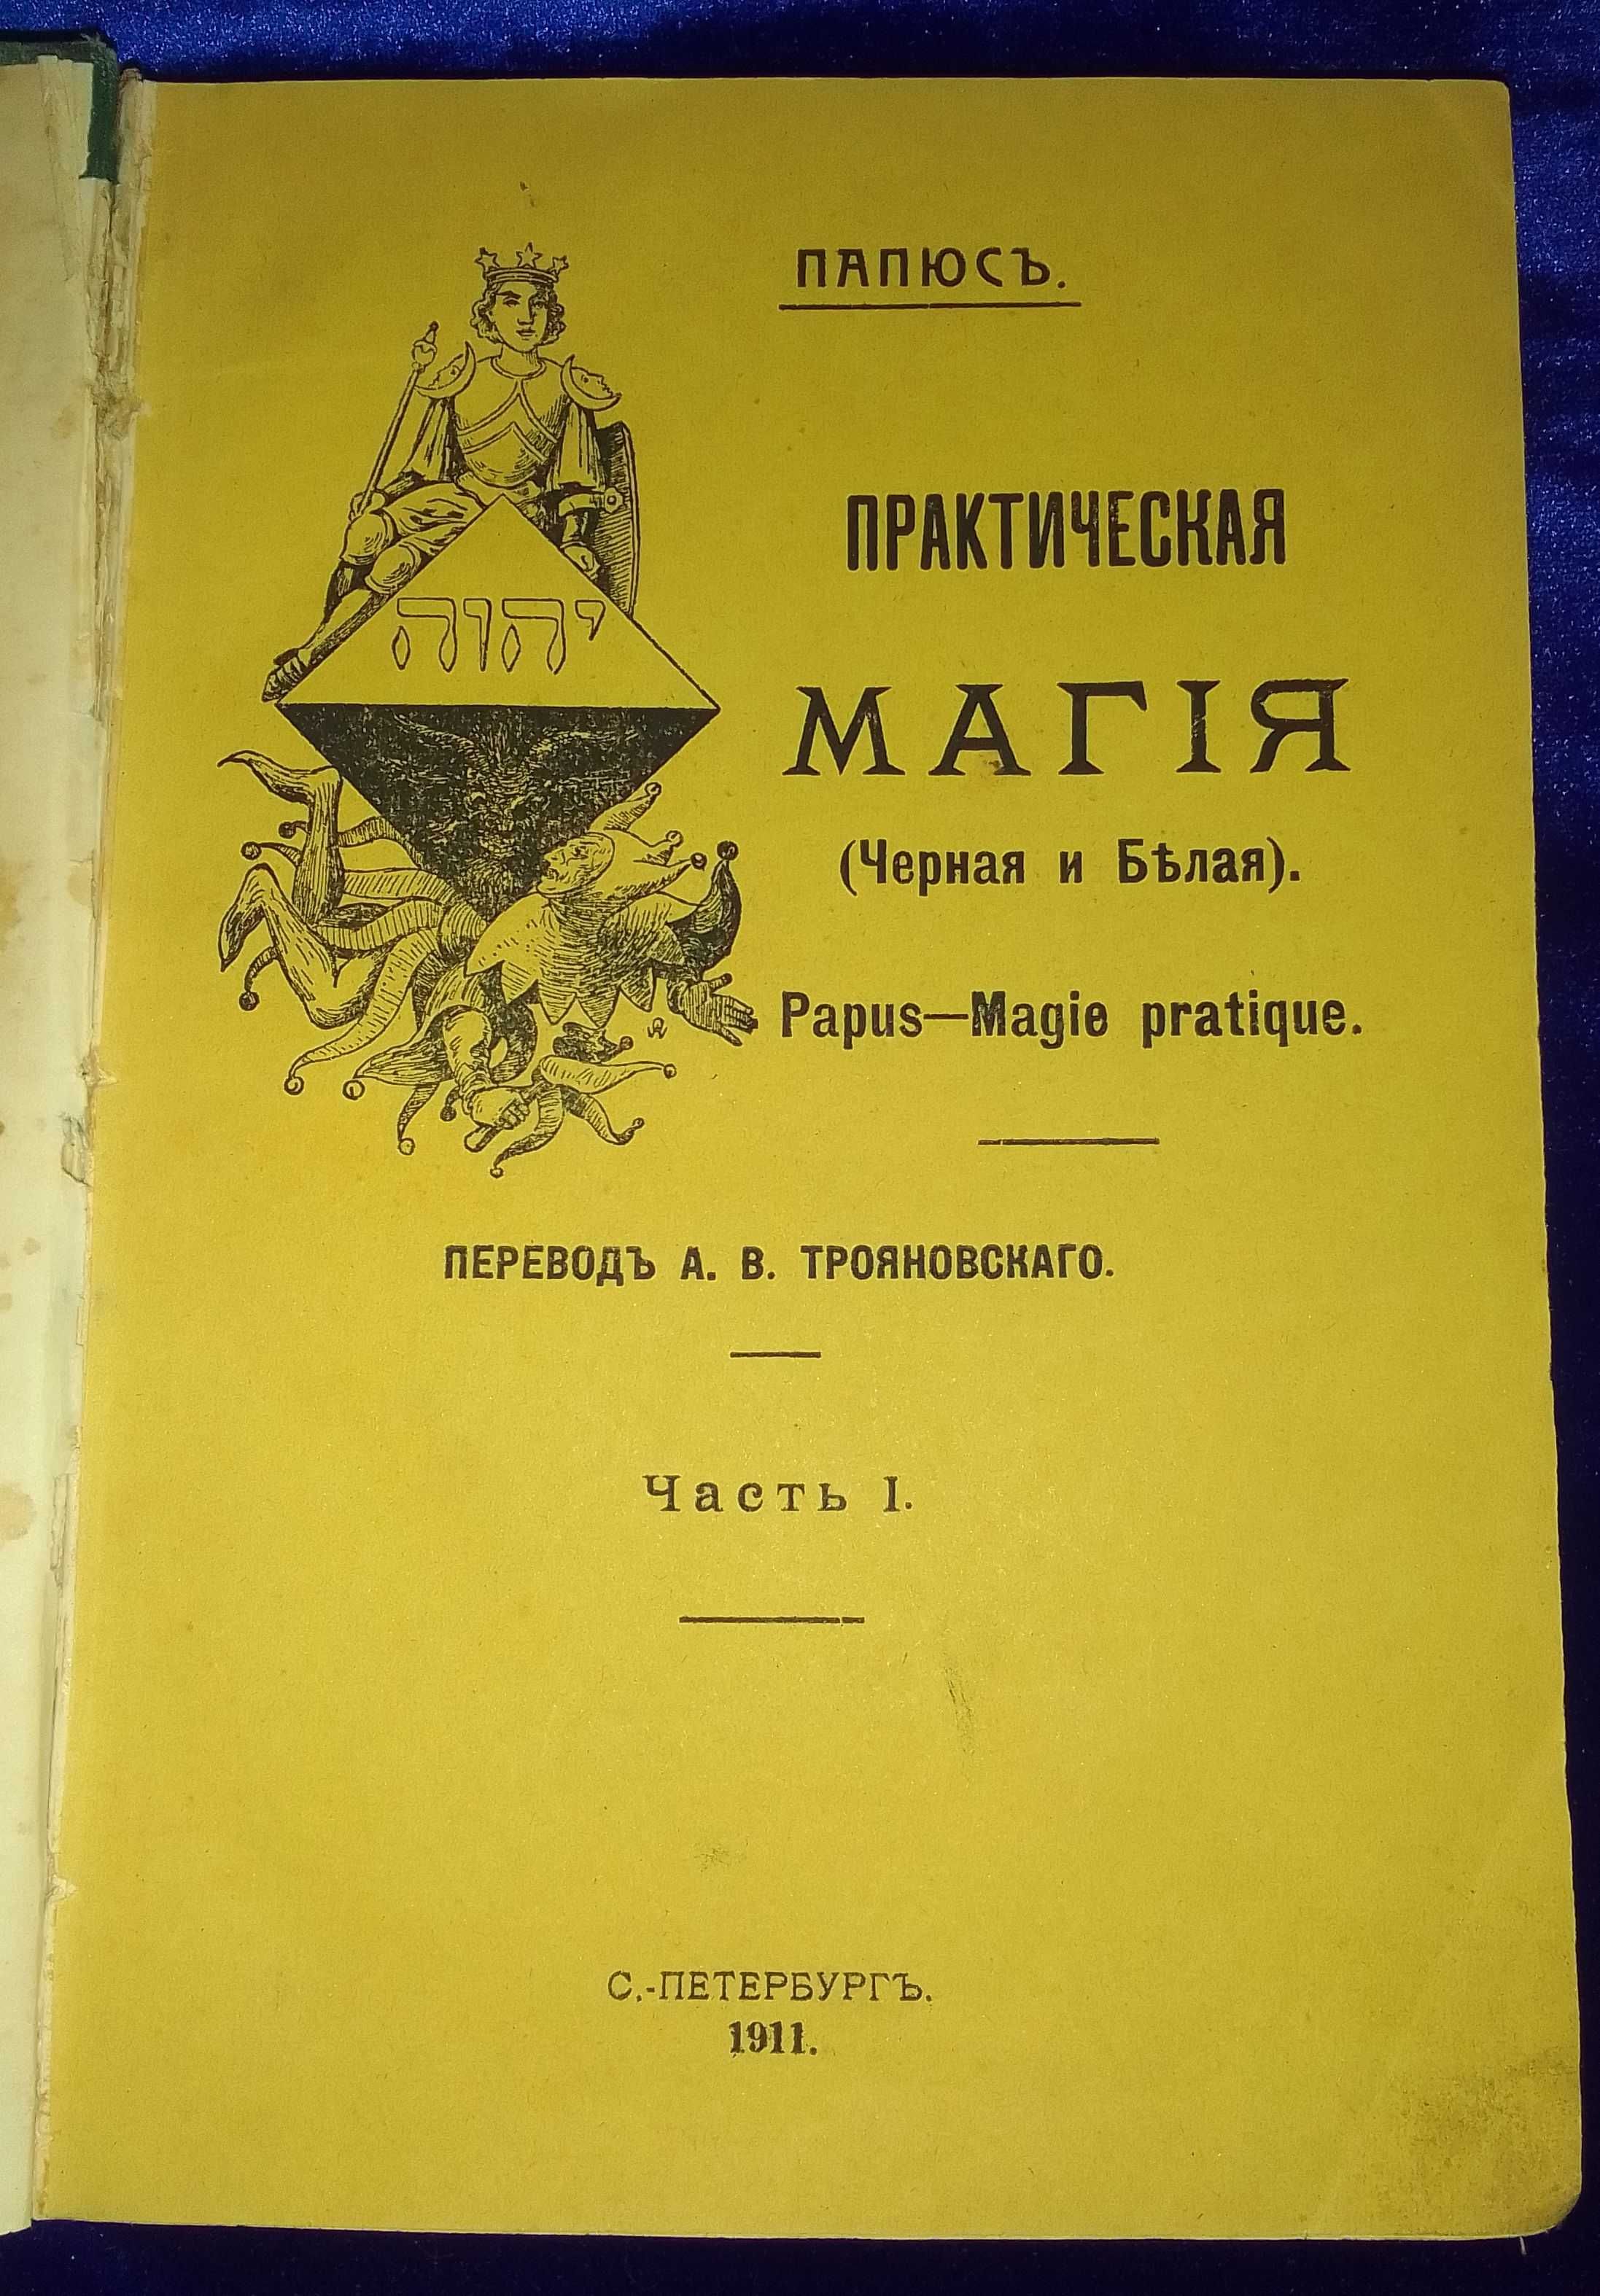 ПАПЮСЪ.
יהוה
ПРАКТИЧЕСКАЯ
МАГІЯ
(Черная и Бѣлая).
Papus—Magie pratique.
ПЕРЕВОДЪ А. В. ТРОЯНОВСКАГО.
Часть I.
С.-ПЕТЕРБУРГЪ.
1911.